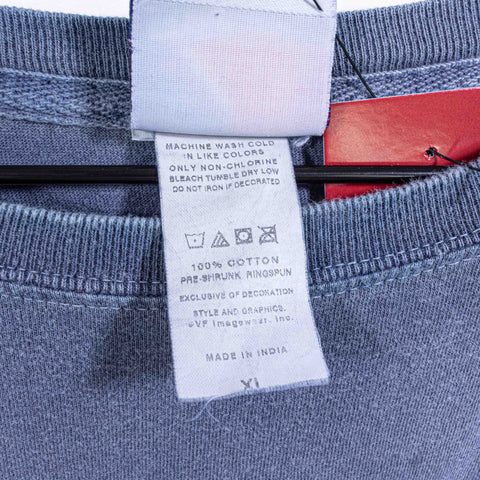 MACHINE WASH COLD
IN LIKE COLORS
ONLY NON-CHLORINE
BLEACH TUMBLE DRY LOW
DO NOT IRON IF DECORATED
100% COTTON
PRE-SHRUNK RINGSPUN
EXCLUSIVE OF DECORATION
STYLE AND GRAPHICS.
©VF Imagewear, Inc.
MADE IN INDIA
XL